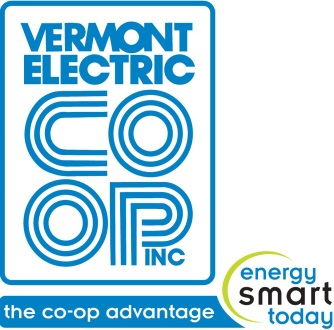 VERMONT
ELECTRIC
CO
OP
INC
the co-op advantage
energy
smart
today